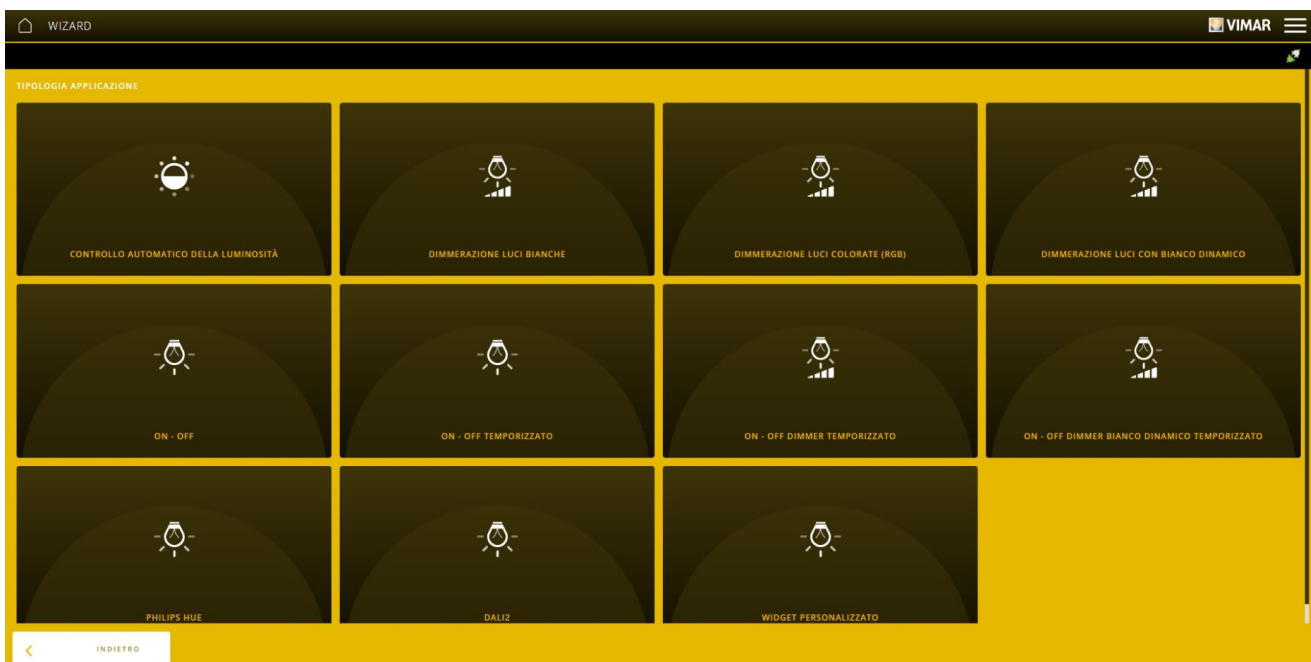 WIZARD
VIMAR
TIPOLOGIA APPLICAZIONE
CONTROLLO AUTOMATICO DELLA LUMINOSITÀ
DIMMERAZIONE LUCI BIANCHE
DIMMERAZIONE LUCI COLORATE (RGB)
DIMMERAZIONE LUCI CON BIANCO DINAMICO
ON - OFF
ON - OFF TEMPORIZZATO
ON - OFF DIMMER TEMPORIZZATO
ON - OFF DIMMER BIANCO DINAMICO TEMPORIZZATO
PHILIPS HUE
DALI2
WIDGET PERSONALIZZATO
INDIETRO